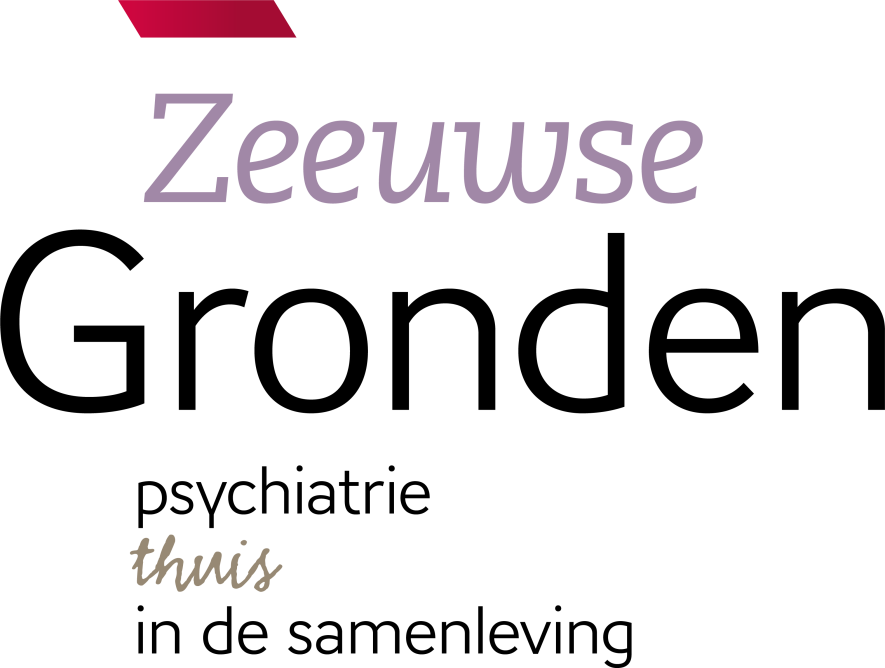 Zeeuwse
Gronden
psychiatrie
thuis
in de samenleving